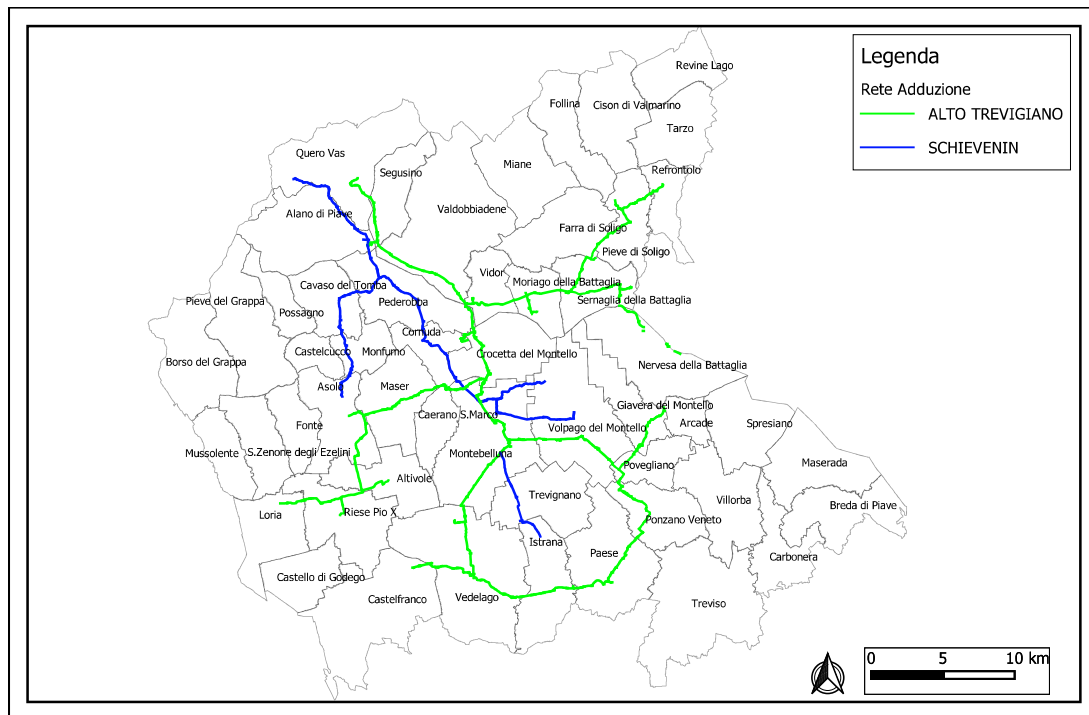 Legenda
Rete Adduzione
ALTO TREVIGIANO
SCHIEVENIN
Revine Lago
Follina
Cison di Valmarino
Tarzo
Quero Vas
Segusino
Miane
Refrontolo
Alano di Piave
Valdobbiadene
Farra di Soligo
Pieve di Soligo
Vidor
Moriago della Battaglia
Cavaso del Tomba
Pieve del Grappa
Pederobba
Sernaglia della Battaglia
Possagno
Cornuda
Castelcucco
Monfumo
Crocetta del Montello
Borso del Grappa
Nervesa della Battaglia
Asolo
Maser
Giavera del Montello
Caerano S.Marco
Fonte
Volpago del Montello
Arcade
Spresiano
Mussolente
S.Zenone degli Ezelini
Montebelluna
Povegliano
Maserada
Altivole
Trevignano
Villorba
Breda di Piave
Loria
Riese Pio X
Ponzano Veneto
Istrana
Paese
Carbonera
Castello di Godego
Castelfranco
Vedelago
Treviso
0 5 10 km